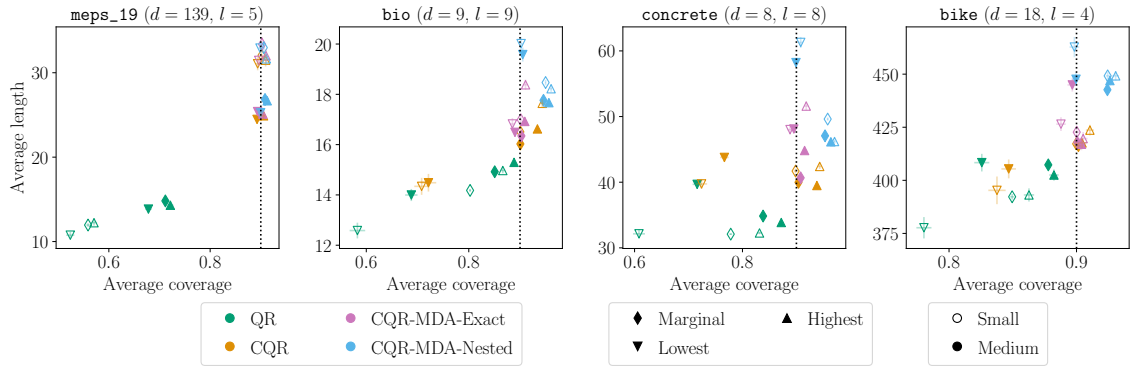 meps_19 (d = 139, l = 5)
bio (d = 9, l = 9)
concrete (d = 8, l = 8)
bike (d = 18, l = 4)
Average length
30
20
10
0.6 0.8
Average coverage
20
18
16
14
12
0.6 0.8
Average coverage
60
50
40
30
0.6 0.8
Average coverage
450
425
400
375
0.8 0.9
Average coverage
QR
CQR
CQR-MDA-Exact
CQR-MDA-Nested
Marginal
Lowest
Highest
Small
Medium